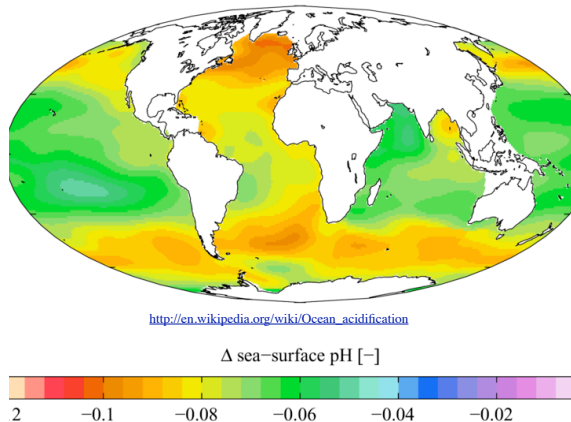 http://en.wikipedia.org/wiki/Ocean_acidification
Δ sea−surface pH [−]
2 −0.1 −0.08 −0.06 −0.04 −0.02